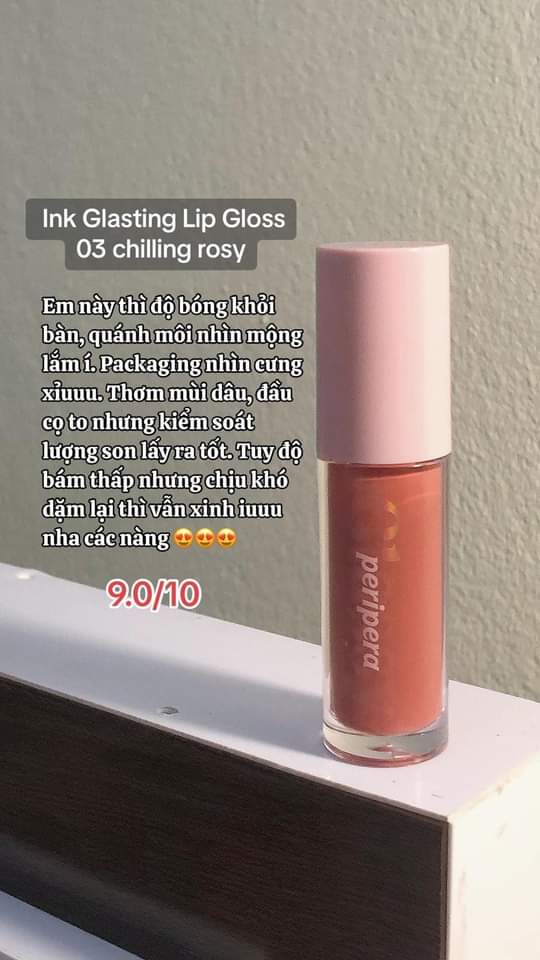 Ink Glasting Lip Gloss
03 chilling rosy
Em này thì độ bóng khỏi
bàn, quánh môi nhìn mộng
lắm í. Packaging nhìn cưng
xỉuuu. Thơm mùi dâu, đầu
cọ to nhưng kiểm soát
lượng son lấy ra tốt. Tuy độ
bám thấp nhưng chịu khó
dặm lại thì vẫn xinh iuuu
nha các nàng 😍😍😍
9.0/10
peripera